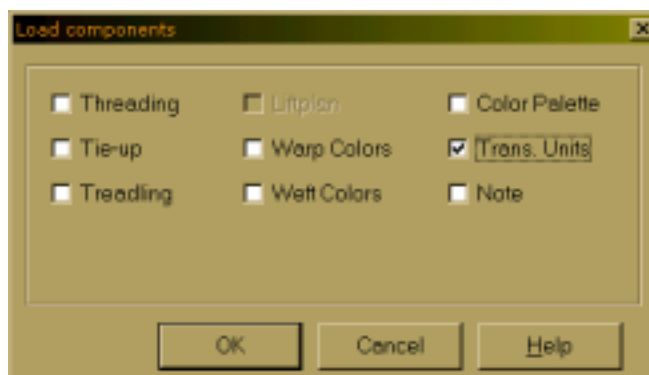 Load components
Threading Liftplan Color Palette
Tie-up Warp Colors Trans. Units
Treadling Weft Colors Note
OK Cancel Help